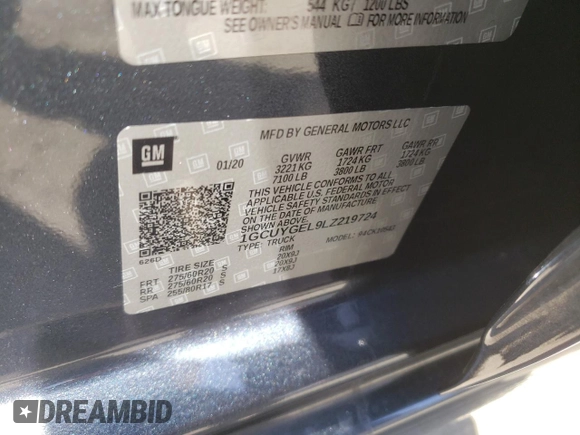 MAX TONGUE WEIGHT: 544 KG / 1200 LBS
SEE OWNER'S MANUAL FOR MORE INFORMATION
GM
MFD BY GENERAL MOTORS LLC
01/20 GVWR GAWR FRT GAWR RR
3221 KG 1724 KG 1724 KG
7100 LB 3800 LB 3800 LB
THIS VEHICLE CONFORMS TO ALL
APPLICABLE U.S. FEDERAL MOTOR
VEHICLE SAFETY STANDARDS IN EFFECT
ON THE DATE OF MANUFACTURE
SHOWN ABOVE.
1GCUYGEL9LZ219724
TYPE: TRUCK MODEL:
TIRE SIZE RIM
FRT 275/60R20 S 20X9J
RR 275/60R20 S 20X9J
SPA 255/80R17 S 17X8J
DREAMBID